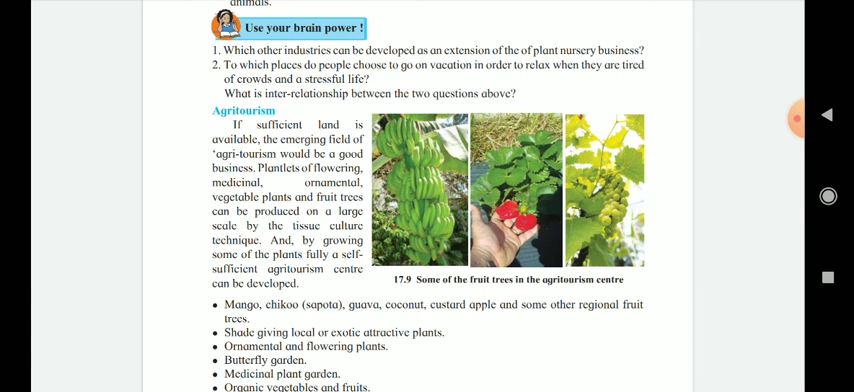 animals.
Use your brain power !
1. Which other industries can be developed as an extension of the of plant nursery business?
2. To which places do people choose to go on vacation in order to relax when they are tired
of crowds and a stressful life?
What is inter-relationship between the two questions above?
Agritourism
If sufficient land is
available, the emerging field of
‘agri-tourism would be a good
business. Plantlets of flowering,
medicinal, ornamental,
vegetable plants and fruit trees
can be produced on a large
scale by the tissue culture
technique. And, by growing
some of the plants fully a self-
sufficient agritourism centre
can be developed.
17.9 Some of the fruit trees in the agritourism centre
• Mango, chikoo (sapota), guava, coconut, custard apple and some other regional fruit
trees.
• Shade giving local or exotic attractive plants.
• Ornamental and flowering plants.
• Butterfly garden.
• Medicinal plant garden.
• Organic vegetables and fruits.